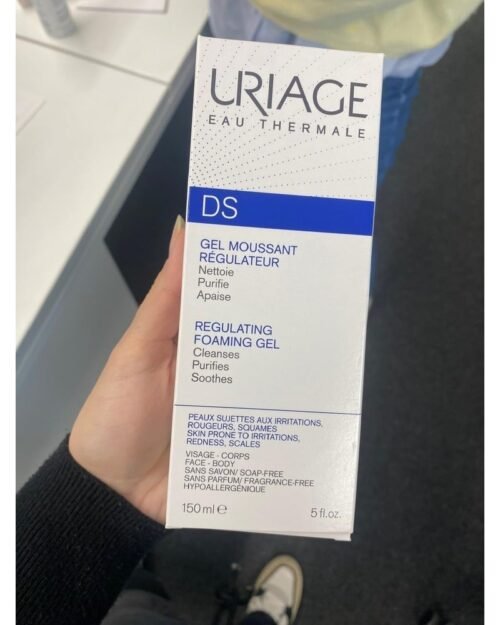 URIAGE
EAU THERMALE
DS
GEL MOUSSANT
RÉGULATEUR
Nettoie
Purifie
Apaise
REGULATING
FOAMING GEL
Cleanses
Purifies
Soothes
PEAUX SUJETTES AUX IRRITATIONS,
ROUGEURS, SQUAMES
SKIN PRONE TO IRRITATIONS,
REDNESS, SCALES
VISAGE - CORPS
FACE - BODY
SANS SAVON/ SOAP-FREE
SANS PARFUM/ FRAGRANCE-FREE
HYPOALLERGÉNIQUE
150 ml ℮ 5 fl.oz.